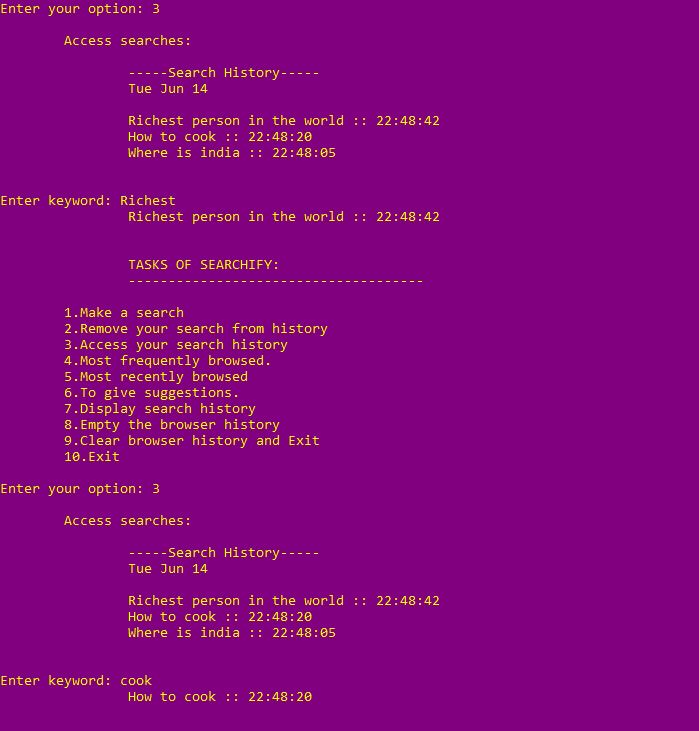 Enter your option: 3
Access searches:
-----Search History-----
Tue Jun 14
Richest person in the world :: 22:48:42
How to cook :: 22:48:20
Where is india :: 22:48:05
Enter keyword: Richest
Richest person in the world :: 22:48:42
TASKS OF SEARCHIFY:
-------------------------------------
1.Make a search
2.Remove your search from history
3.Access your search history
4.Most frequently browsed.
5.Most recently browsed
6.To give suggestions.
7.Display search history
8.Empty the browser history
9.Clear browser history and Exit
10.Exit
Enter your option: 3
Access searches:
-----Search History-----
Tue Jun 14
Richest person in the world :: 22:48:42
How to cook :: 22:48:20
Where is india :: 22:48:05
Enter keyword: cook
How to cook :: 22:48:20